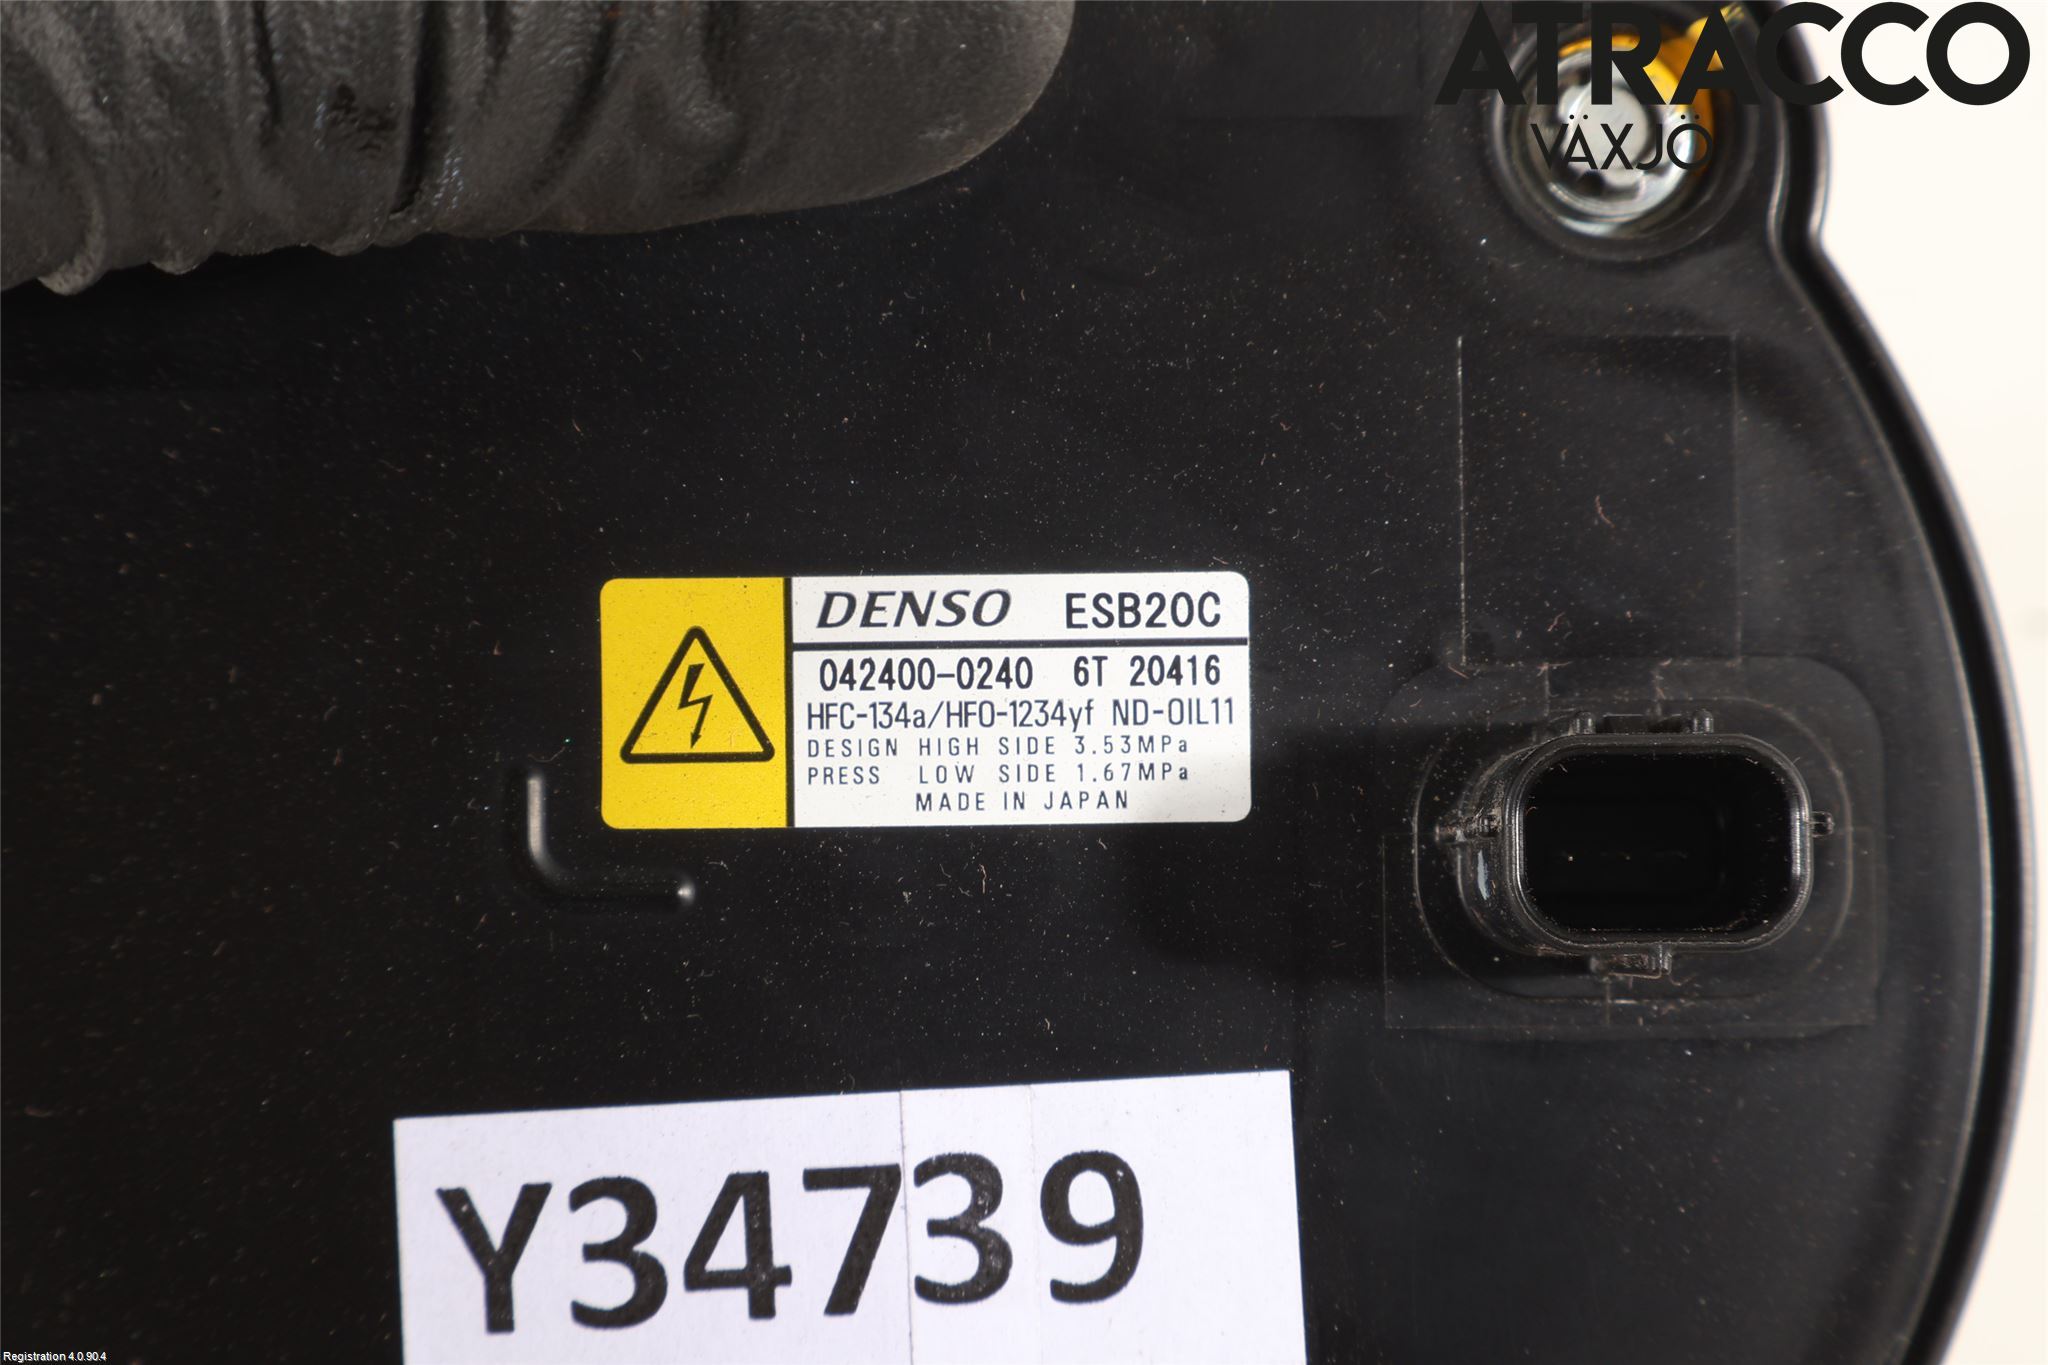 ATRACCO
VÄXJÖ
DENSO ESB20C
042400-0240 6T 20416
HFC-134a/HFO-1234yf ND-OIL11
DESIGN HIGH SIDE 3.53MPa
PRESS LOW SIDE 1.67MPa
MADE IN JAPAN
Y34739
Registration 4.0.90.4